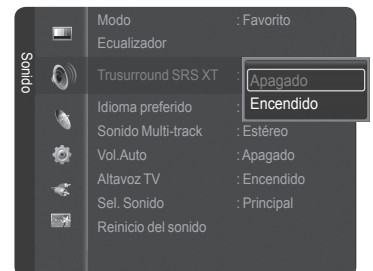 Sonido
Modo : Favorito
Ecualizador
Trusurround SRS XT :
Apagado
Encendido
Idioma preferido :
Sonido Multi-track : Estéreo
Vol.Auto : Apagado
Altavoz TV : Encendido
Sel. Sonido : Principal
Reinicio del sonido